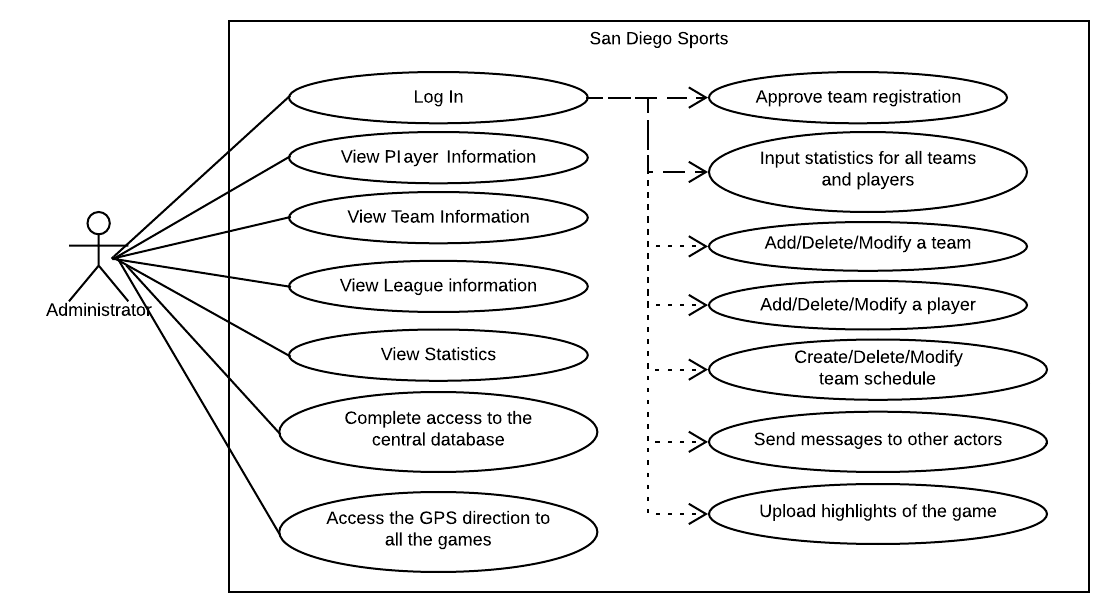 San Diego Sports
Log In
View Player Information
View Team Information
View League information
View Statistics
Complete access to the
central database
Access the GPS direction to
all the games
Administrator
Approve team registration
Input statistics for all teams
and players
Add/Delete/Modify a team
Add/Delete/Modify a player
Create/Delete/Modify
team schedule
Send messages to other actors
Upload highlights of the game